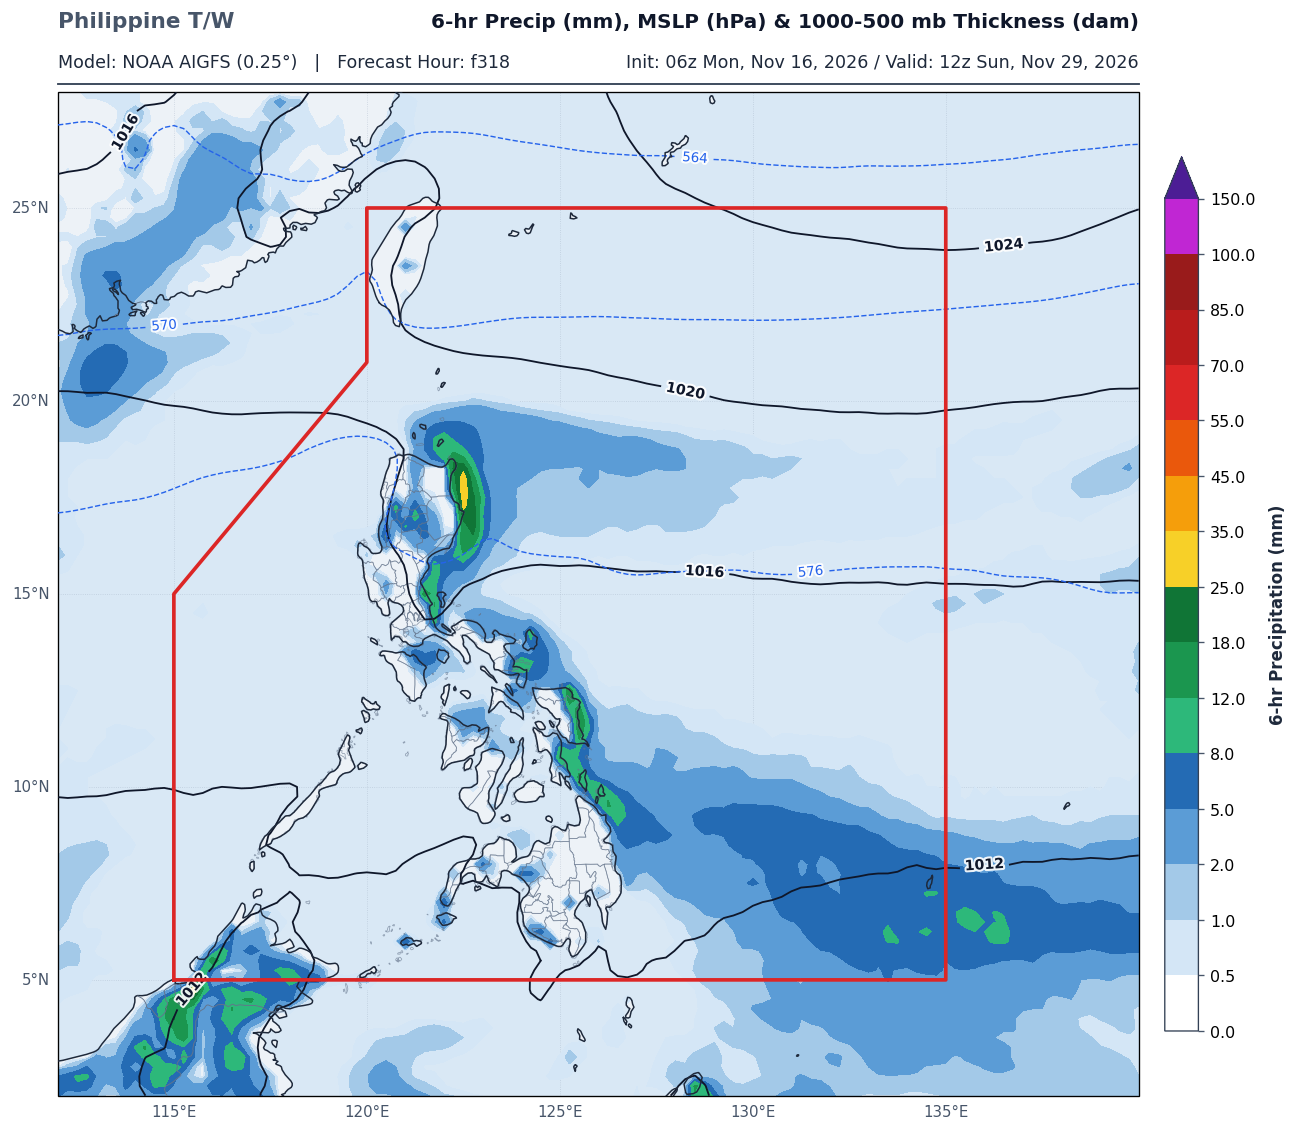 Philippine T/W
6-hr Precip (mm), MSLP (hPa) & 1000-500 mb Thickness (dam)
Model: NOAA AIGFS (0.25°) | Forecast Hour: f318
Init: 06z Mon, Nov 16, 2026 / Valid: 12z Sun, Nov 29, 2026
1016
564
1024
570
1020
1016
576
1012
1012
25°N
20°N
15°N
10°N
5°N
115°E
120°E
125°E
130°E
135°E
150.0
100.0
85.0
70.0
55.0
45.0
35.0
25.0
18.0
12.0
8.0
5.0
2.0
1.0
0.5
0.0
6-hr Precipitation (mm)